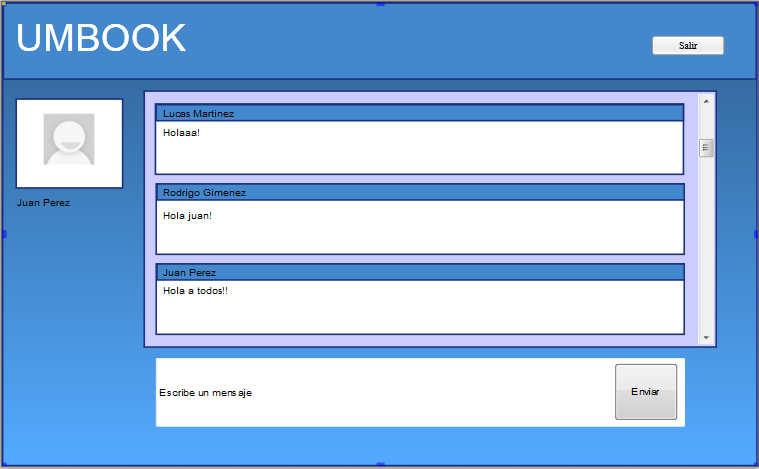 UMBOOK
Salir
Juan Perez
Lucas Martinez
Holaaa!
Rodrigo Gimenez
Hola juan!
Juan Perez
Hola a todos!!
Escribe un mensaje
Enviar